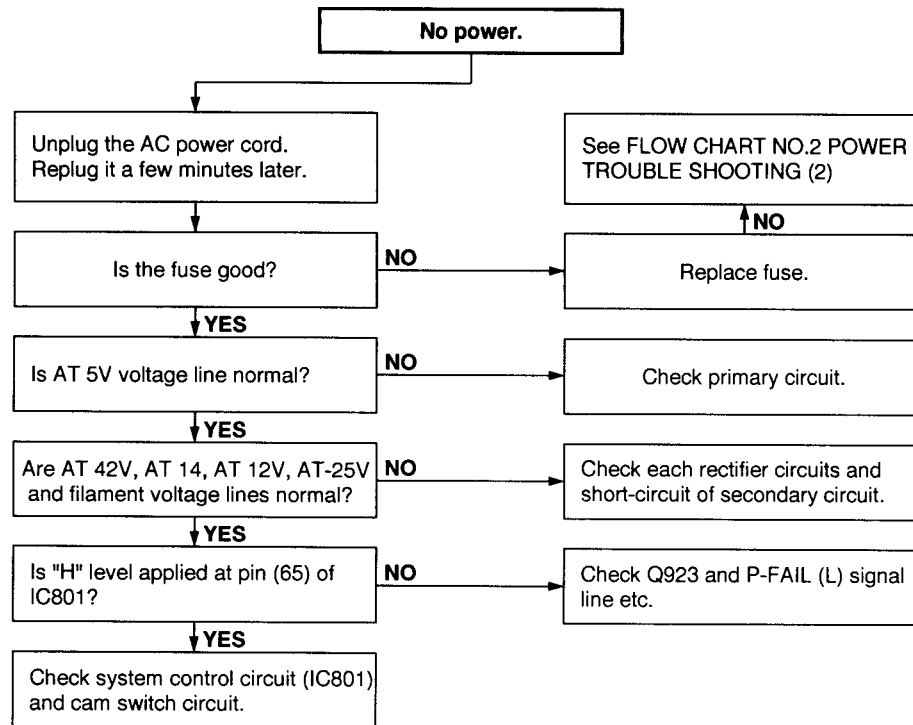 No power.
Unplug the AC power cord.
Replug it a few minutes later.
See FLOW CHART NO.2 POWER
TROUBLE SHOOTING (2)
NO
Is the fuse good?
NO
Replace fuse.
YES
Is AT 5V voltage line normal?
NO
Check primary circuit.
YES
Are AT 42V, AT 14, AT 12V, AT-25V
and filament voltage lines normal?
NO
Check each rectifier circuits and
short-circuit of secondary circuit.
YES
Is "H" level applied at pin (65) of
IC801?
NO
Check Q923 and P-FAIL (L) signal
line etc.
YES
Check system control circuit (IC801)
and cam switch circuit.